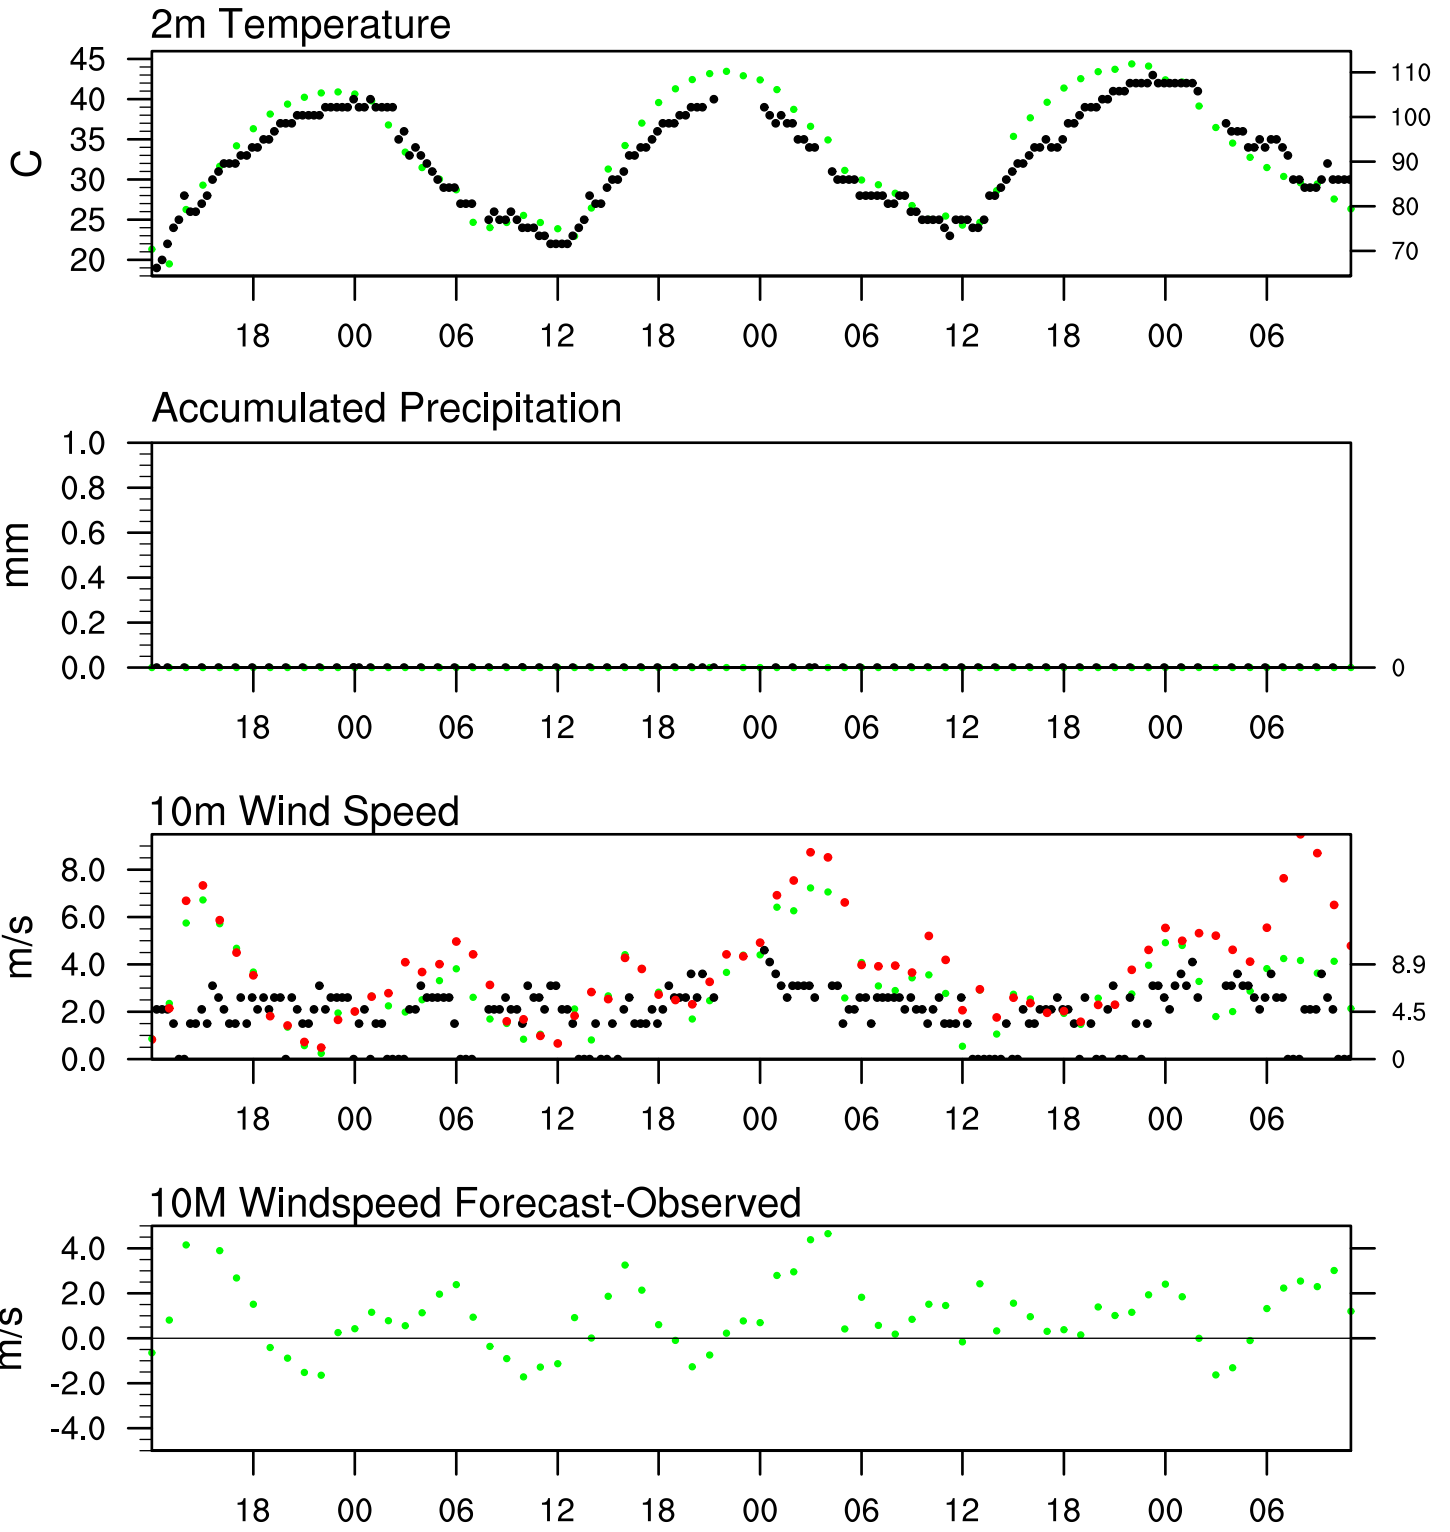 2m Temperature
45
40
35
30
25
20
C
110
100
90
80
70
18 00 06 12 18 00 06 12 18 00 06
Accumulated Precipitation
1.0
0.8
0.6
0.4
0.2
0.0
mm
0
18 00 06 12 18 00 06 12 18 00 06
10m Wind Speed
8.0
6.0
4.0
2.0
0.0
m/s
8.9
4.5
0
18 00 06 12 18 00 06 12 18 00 06
10M Windspeed Forecast-Observed
4.0
2.0
0.0
-2.0
-4.0
m/s
18 00 06 12 18 00 06 12 18 00 06